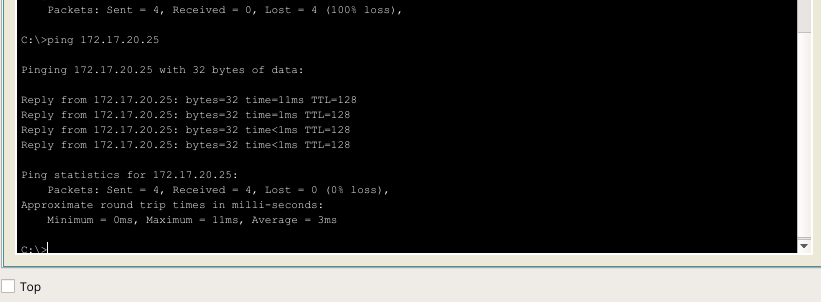 Packets: Sent = 4, Received = 0, Lost = 4 (100% loss),
C:\>ping 172.17.20.25
Pinging 172.17.20.25 with 32 bytes of data:
Reply from 172.17.20.25: bytes=32 time=11ms TTL=128
Reply from 172.17.20.25: bytes=32 time=1ms TTL=128
Reply from 172.17.20.25: bytes=32 time<1ms TTL=128
Reply from 172.17.20.25: bytes=32 time<1ms TTL=128
Ping statistics for 172.17.20.25:
Packets: Sent = 4, Received = 4, Lost = 0 (0% loss),
Approximate round trip times in milli-seconds:
Minimum = 0ms, Maximum = 11ms, Average = 3ms
C:\>
Top